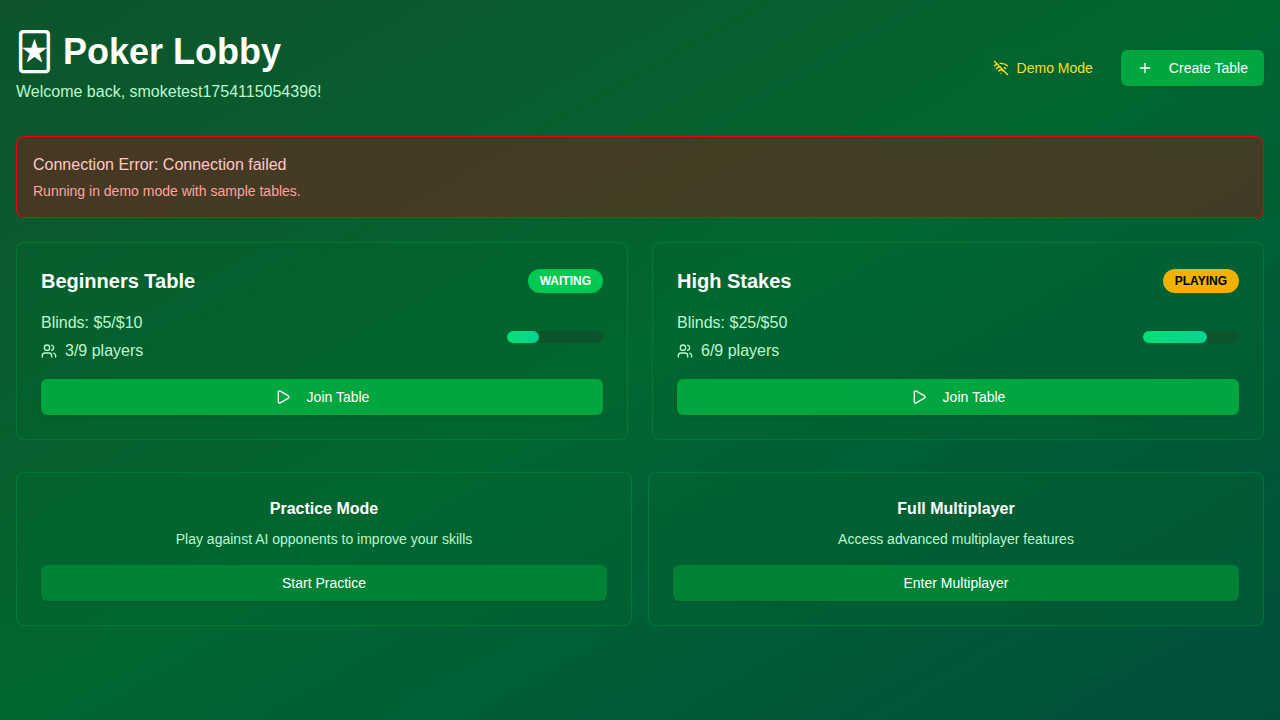 Poker Lobby
Welcome back, smoketest1754115054396!
Demo Mode
Create Table
Connection Error: Connection failed
Running in demo mode with sample tables.
Beginners Table
WAITING
Blinds: $5/$10
3/9 players
Join Table
High Stakes
PLAYING
Blinds: $25/$50
6/9 players
Join Table
Practice Mode
Play against AI opponents to improve your skills
Start Practice
Full Multiplayer
Access advanced multiplayer features
Enter Multiplayer